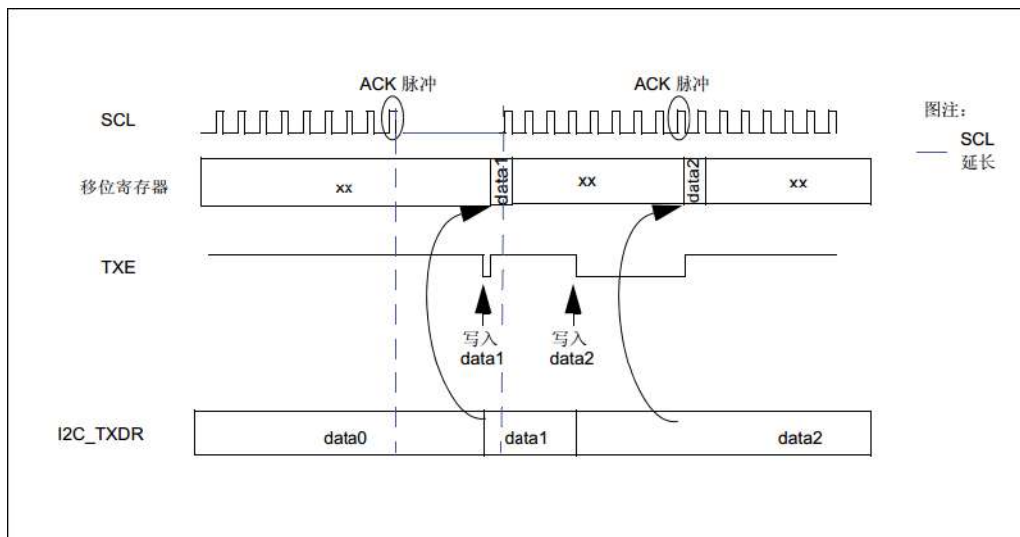 ACK 脉冲
ACK 脉冲
SCL
图注：
SCL
延长
移位寄存器
xx
data1
xx
data2
xx
TXE
写入
data1
写入
data2
I2C_TXDR
data0
data1
data2